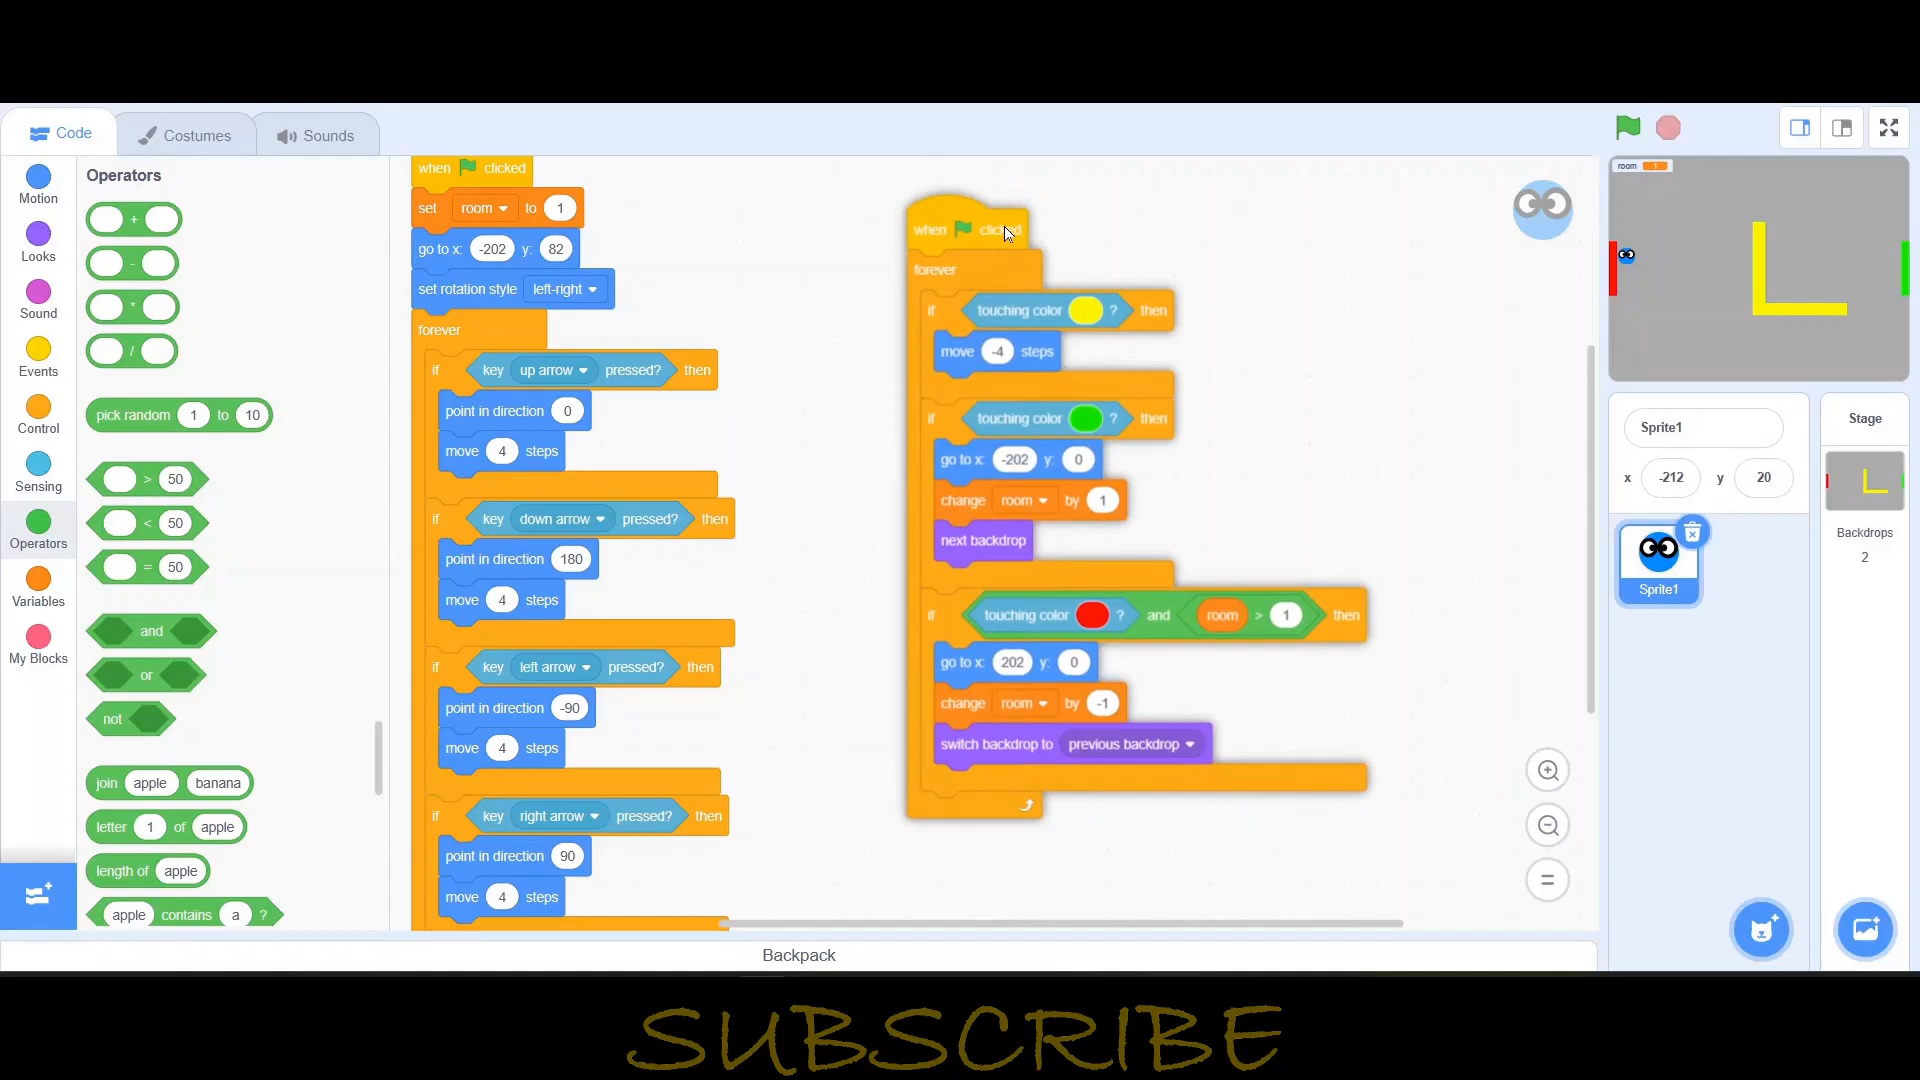 Code
Costumes
Sounds
Motion
Looks
Sound
Events
Control
Sensing
Operators
Variables
My Blocks
Operators
+
-
*
/
pick random 1 to 10
> 50
< 50
= 50
and
or
not
join apple banana
letter 1 of apple
length of apple
apple contains a ?
when clicked
set room to 1
go to x: -202 y: 82
set rotation style left-right
forever
if key up arrow pressed? then
point in direction 0
move 4 steps
if key down arrow pressed? then
point in direction 180
move 4 steps
if key left arrow pressed? then
point in direction -90
move 4 steps
if key right arrow pressed? then
point in direction 90
move 4 steps
when clicked
forever
if touching color ? then
move -4 steps
if touching color ? then
go to x: -202 y: 0
change room by 1
next backdrop
if touching color ? and room > 1 then
go to x: 202 y: 0
change room by -1
switch backdrop to previous backdrop
room 1
Sprite1
x -212 y 20
Sprite1
Stage
Backdrops
2
Backpack
SUBSCRIBE